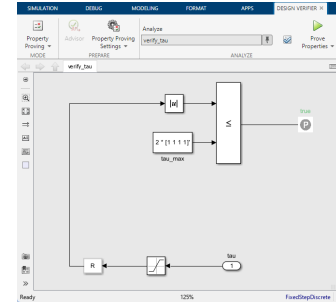 SIMULATION DEBUG MODELING FORMAT APPS DESIGN VERIFIER ×
Property Proving
Advisor
Property Proving Settings
Analyze
verify_tau
Prove Properties
MODE PREPARE ANALYZE
verify_tau
|u|
≤
true
P
2 * [1 1 1 1]'
tau_max
tau
R
1
Ready 125% FixedStepDiscrete